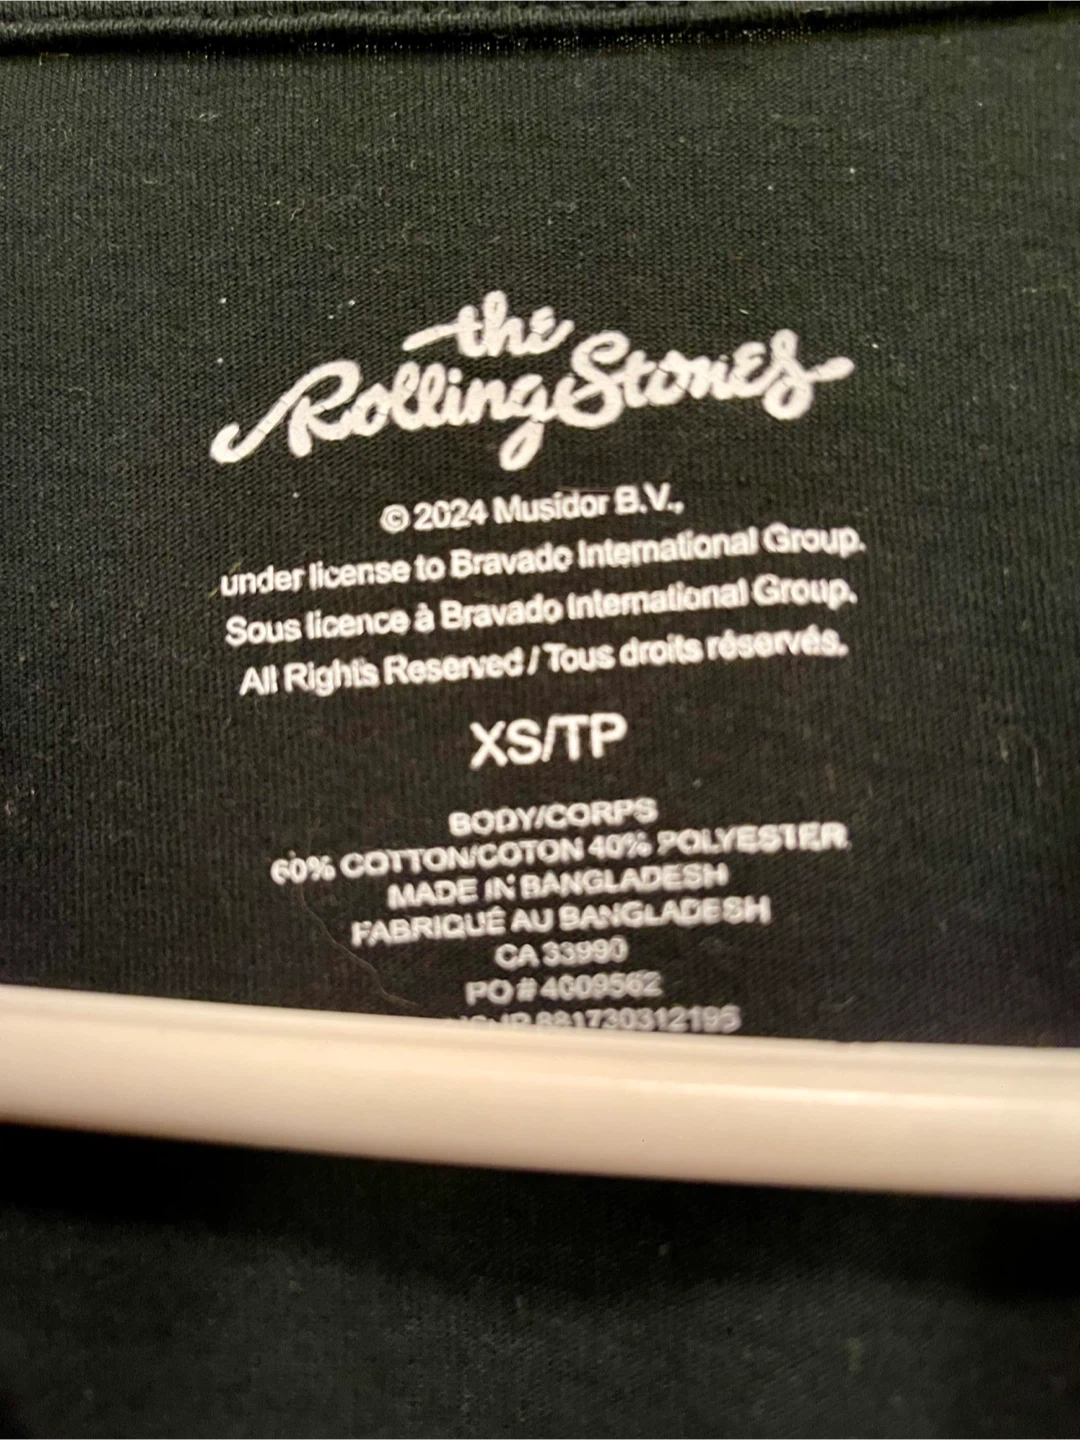 the
Rolling Stones
© 2024 Musidor B.V.,
under license to Bravado International Group.
Sous licence à Bravado International Group.
All Rights Reserved / Tous droits réservés.
XS/TP
BODY/CORPS
60% COTTON/COTON 40% POLYESTER
MADE IN BANGLADESH
FABRIQUÉ AU BANGLADESH
CA 33990
PO # 4009562
881730312195